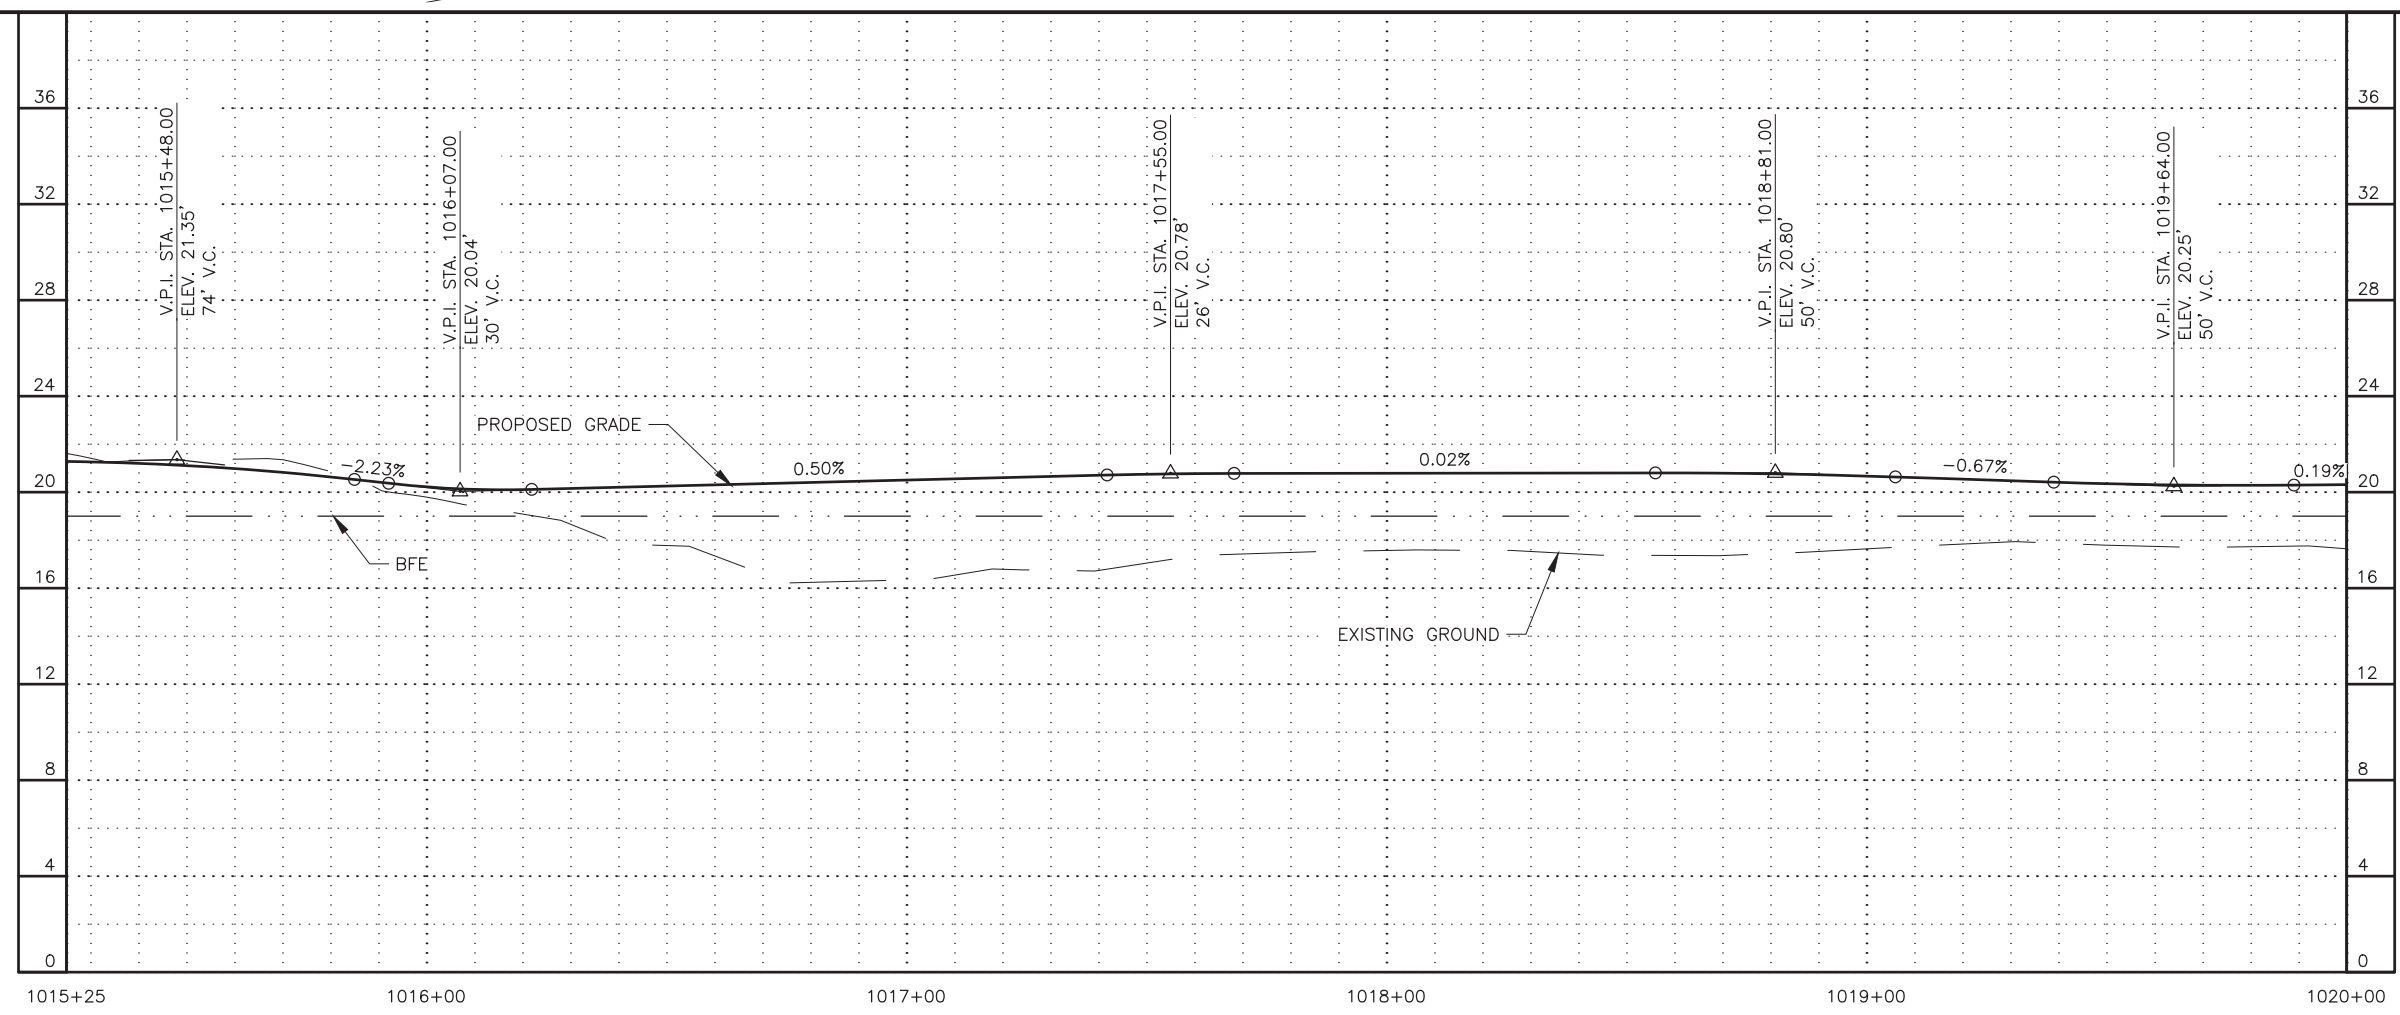 36
32
28
24
20
16
12
8
4
0
V.P.I. STA. 1015+48.00
ELEV. 21.35'
74' V.C.
V.P.I. STA. 1016+07.00
ELEV. 20.04'
30' V.C.
V.P.I. STA. 1017+55.00
ELEV. 20.78'
26' V.C.
V.P.I. STA. 1018+81.00
ELEV. 20.80'
50' V.C.
V.P.I. STA. 1019+64.00
ELEV. 20.25'
50' V.C.
PROPOSED GRADE
-2.23%
0.50%
0.02%
-0.67%
0.19%
BFE
EXISTING GROUND
36
32
28
24
20
16
12
8
4
0
1015+25
1016+00
1017+00
1018+00
1019+00
1020+00